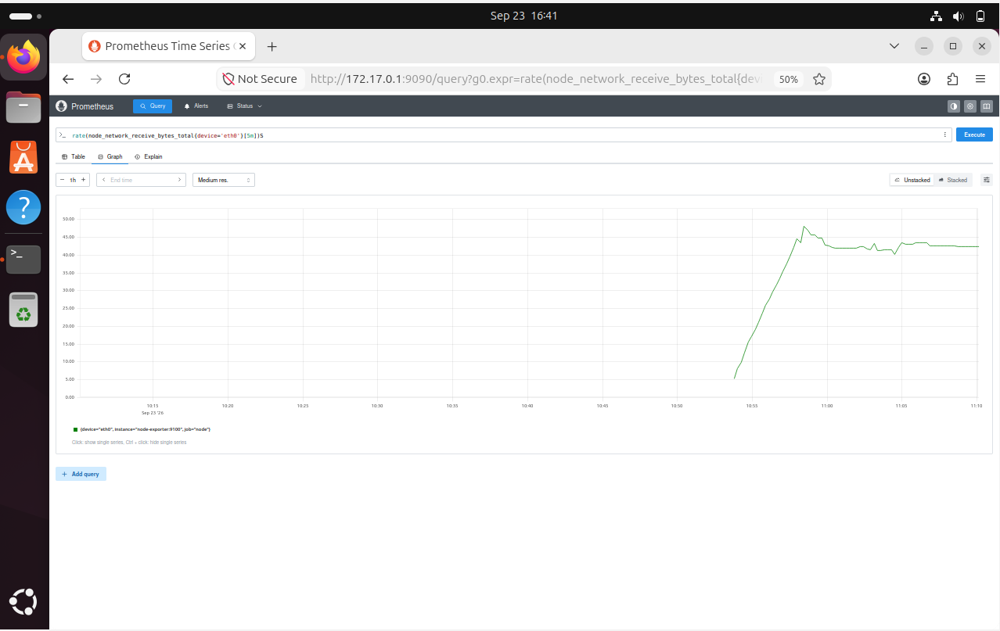 Sep 23 16:41
Prometheus Time Series
Not Secure
http://172.17.0.1:9090/query?g0.expr=rate(node_network_receive_bytes_total{dev
50%
Prometheus
Query
Alerts
Status
>_ rate(node_network_receive_bytes_total{device='eth0'}[5m])S
Execute
Table
Graph
Explain
− 1h +
End time
Medium res.
Unstacked
Stacked
50.00
45.00
40.00
35.00
30.00
25.00
20.00
15.00
10.00
5.00
0.00
10:15 10:20 10:25 10:30 10:35 10:40 10:45 10:50 10:55 11:00 11:05 11:10
Sep 23 '26
{device="eth0", instance="node-exporter:9100", job="node"}
Click: show single series, Ctrl + click: hide single series
+ Add query